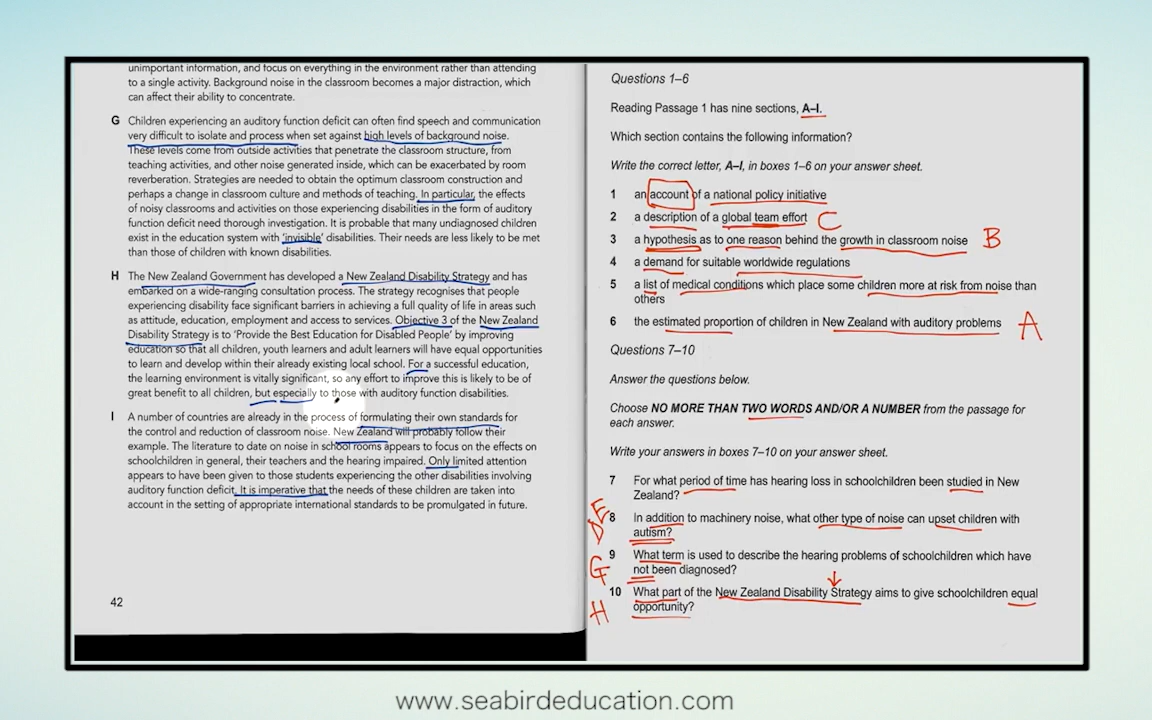 unimportant information, and focus on everything in the environment rather than attending
to a single activity. Background noise in the classroom becomes a major distraction, which
can affect their ability to concentrate.
G Children experiencing an auditory function deficit can often find speech and communication
very difficult to isolate and process when set against high levels of background noise.
These levels come from outside activities that penetrate the classroom structure, from
teaching activities, and other noise generated inside, which can be exacerbated by room
reverberation. Strategies are needed to obtain the optimum classroom construction and
perhaps a change in classroom culture and methods of teaching. In particular, the effects
of noisy classrooms and activities on those experiencing disabilities in the form of auditory
function deficit need thorough investigation. It is probable that many undiagnosed children
exist in the education system with 'invisible' disabilities. Their needs are less likely to be met
than those of children with known disabilities.
H The New Zealand Government has developed a New Zealand Disability Strategy and has
embarked on a wide-ranging consultation process. The strategy recognises that people
experiencing disability face significant barriers in achieving a full quality of life in areas such
as attitude, education, employment and access to services. Objective 3 of the New Zealand
Disability Strategy is to 'Provide the Best Education for Disabled People' by improving
education so that all children, youth learners and adult learners will have equal opportunities
to learn and develop within their already existing local school. For a successful education,
the learning environment is vitally significant, so any effort to improve this is likely to be of
great benefit to all children, but especially to those with auditory function disabilities.
I A number of countries are already in the process of formulating their own standards for
the control and reduction of classroom noise. New Zealand will probably follow their
example. The literature to date on noise in school rooms appears to focus on the effects on
schoolchildren in general, their teachers and the hearing impaired. Only limited attention
appears to have been given to those students experiencing the other disabilities involving
auditory function deficit. It is imperative that the needs of these children are taken into
account in the setting of appropriate international standards to be promulgated in future.
42
Questions 1–6
Reading Passage 1 has nine sections, A–I.
Which section contains the following information?
Write the correct letter, A–I, in boxes 1–6 on your answer sheet.
1 an account of a national policy initiative
2 a description of a global team effort C
3 a hypothesis as to one reason behind the growth in classroom noise B
4 a demand for suitable worldwide regulations
5 a list of medical conditions which place some children more at risk from noise than
others
6 the estimated proportion of children in New Zealand with auditory problems A
Questions 7–10
Answer the questions below.
Choose NO MORE THAN TWO WORDS AND/OR A NUMBER from the passage for
each answer.
Write your answers in boxes 7–10 on your answer sheet.
7 For what period of time has hearing loss in schoolchildren been studied in New
Zealand?
E
8 In addition to machinery noise, what other type of noise can upset children with
D autism?
9 What term is used to describe the hearing problems of schoolchildren which have
G not been diagnosed?
10 What part of the New Zealand Disability Strategy aims to give schoolchildren equal
H opportunity?
www.seabirdeducation.com